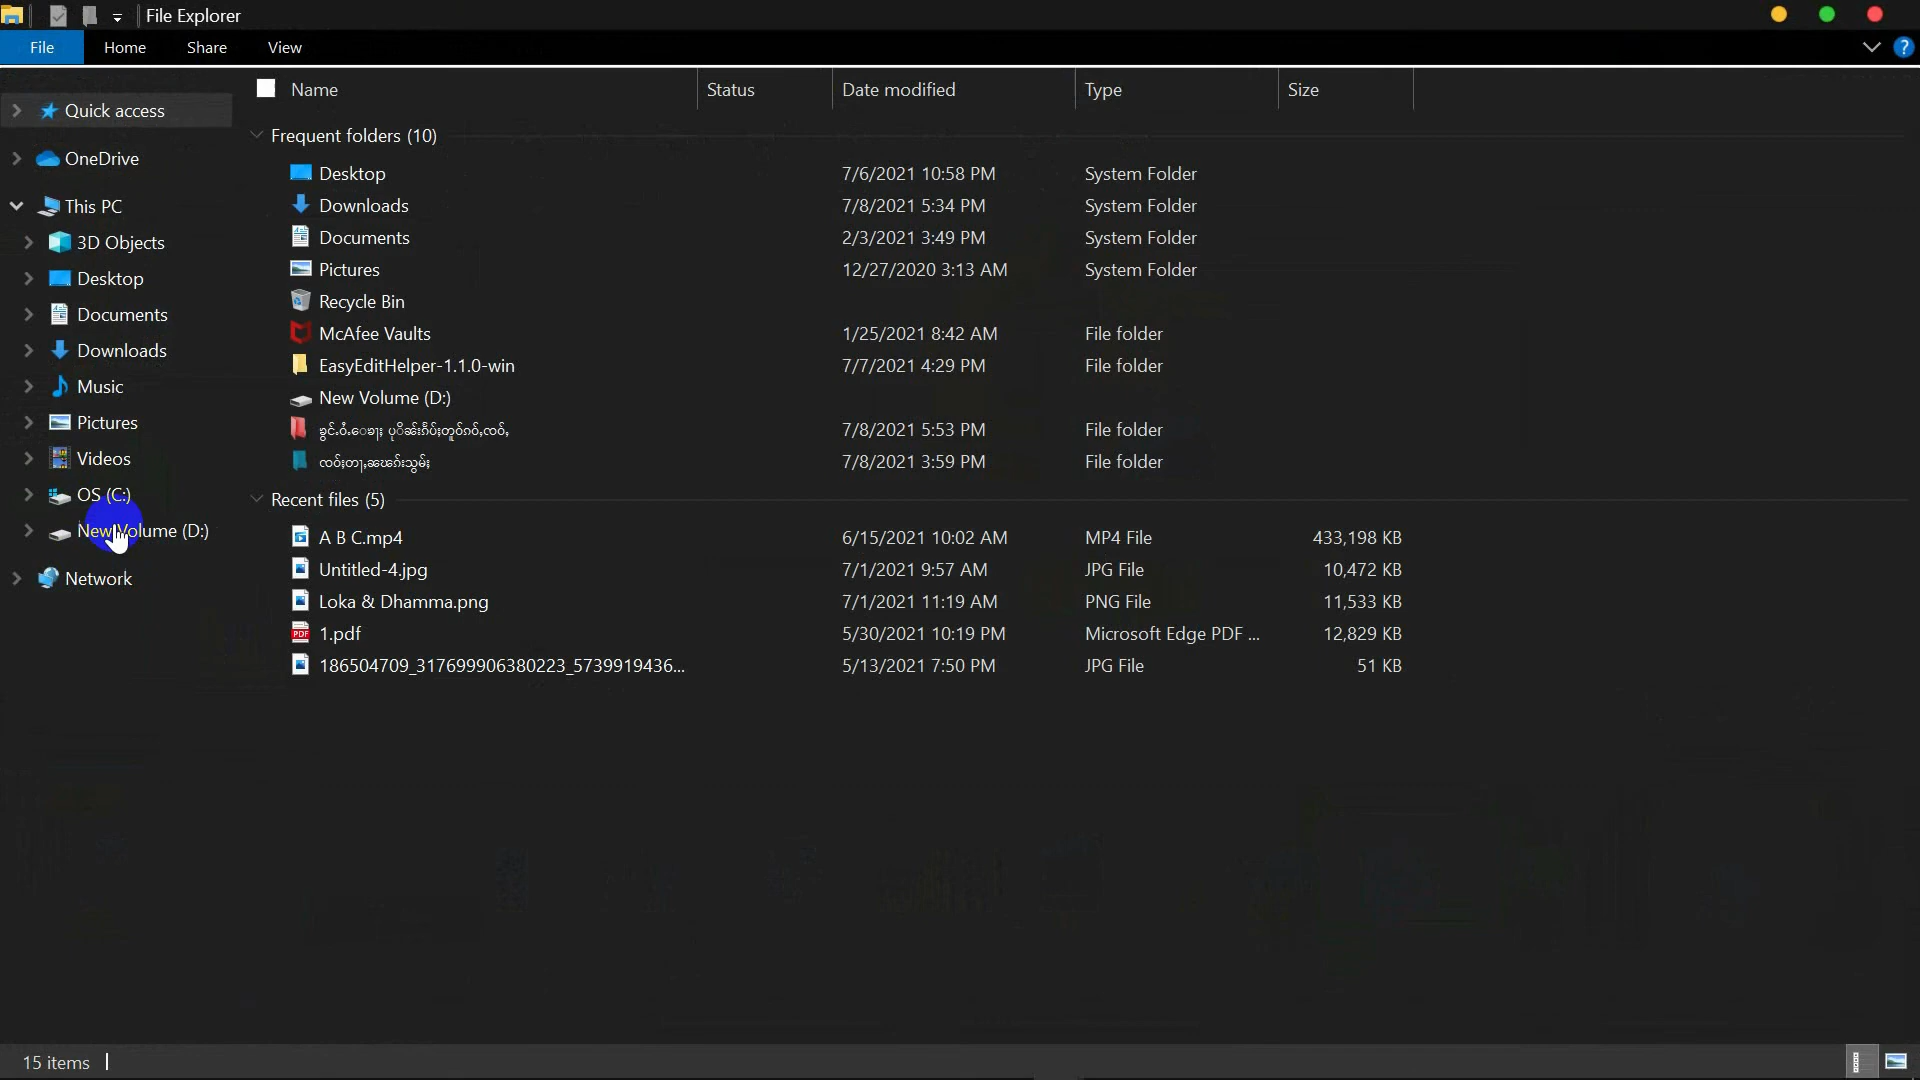 File Explorer
File Home Share View
Name Status Date modified Type Size
Quick access
OneDrive
This PC
3D Objects
Desktop
Documents
Downloads
Music
Pictures
Videos
OS (C:)
New Volume (D:)
Network
Frequent folders (10)
Desktop 7/6/2021 10:58 PM System Folder
Downloads 7/8/2021 5:34 PM System Folder
Documents 2/3/2021 3:49 PM System Folder
Pictures 12/27/2020 3:13 AM System Folder
Recycle Bin
McAfee Vaults 1/25/2021 8:42 AM File folder
EasyEditHelper-1.1.0-win 7/7/2021 4:29 PM File folder
New Volume (D:)
7/8/2021 5:53 PM File folder
7/8/2021 3:59 PM File folder
Recent files (5)
A B C.mp4 6/15/2021 10:02 AM MP4 File 433,198 KB
Untitled-4.jpg 7/1/2021 9:57 AM JPG File 10,472 KB
Loka & Dhamma.png 7/1/2021 11:19 AM PNG File 11,533 KB
1.pdf 5/30/2021 10:19 PM Microsoft Edge PDF ... 12,829 KB
186504709_317699906380223_5739919436... 5/13/2021 7:50 PM JPG File 51 KB
15 items